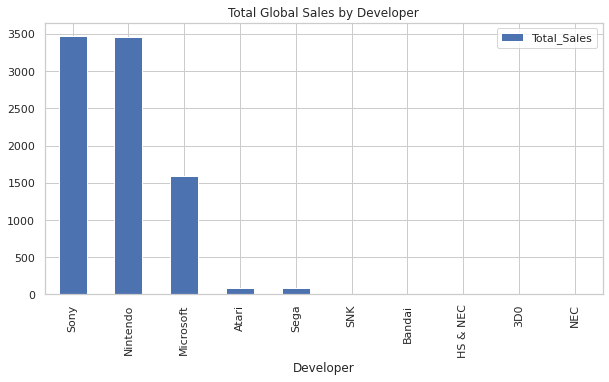 Total Global Sales by Developer
Total_Sales
3500
3000
2500
2000
1500
1000
500
0
Sony
Nintendo
Microsoft
Atari
Sega
SNK
Bandai
HS & NEC
3D0
NEC
Developer